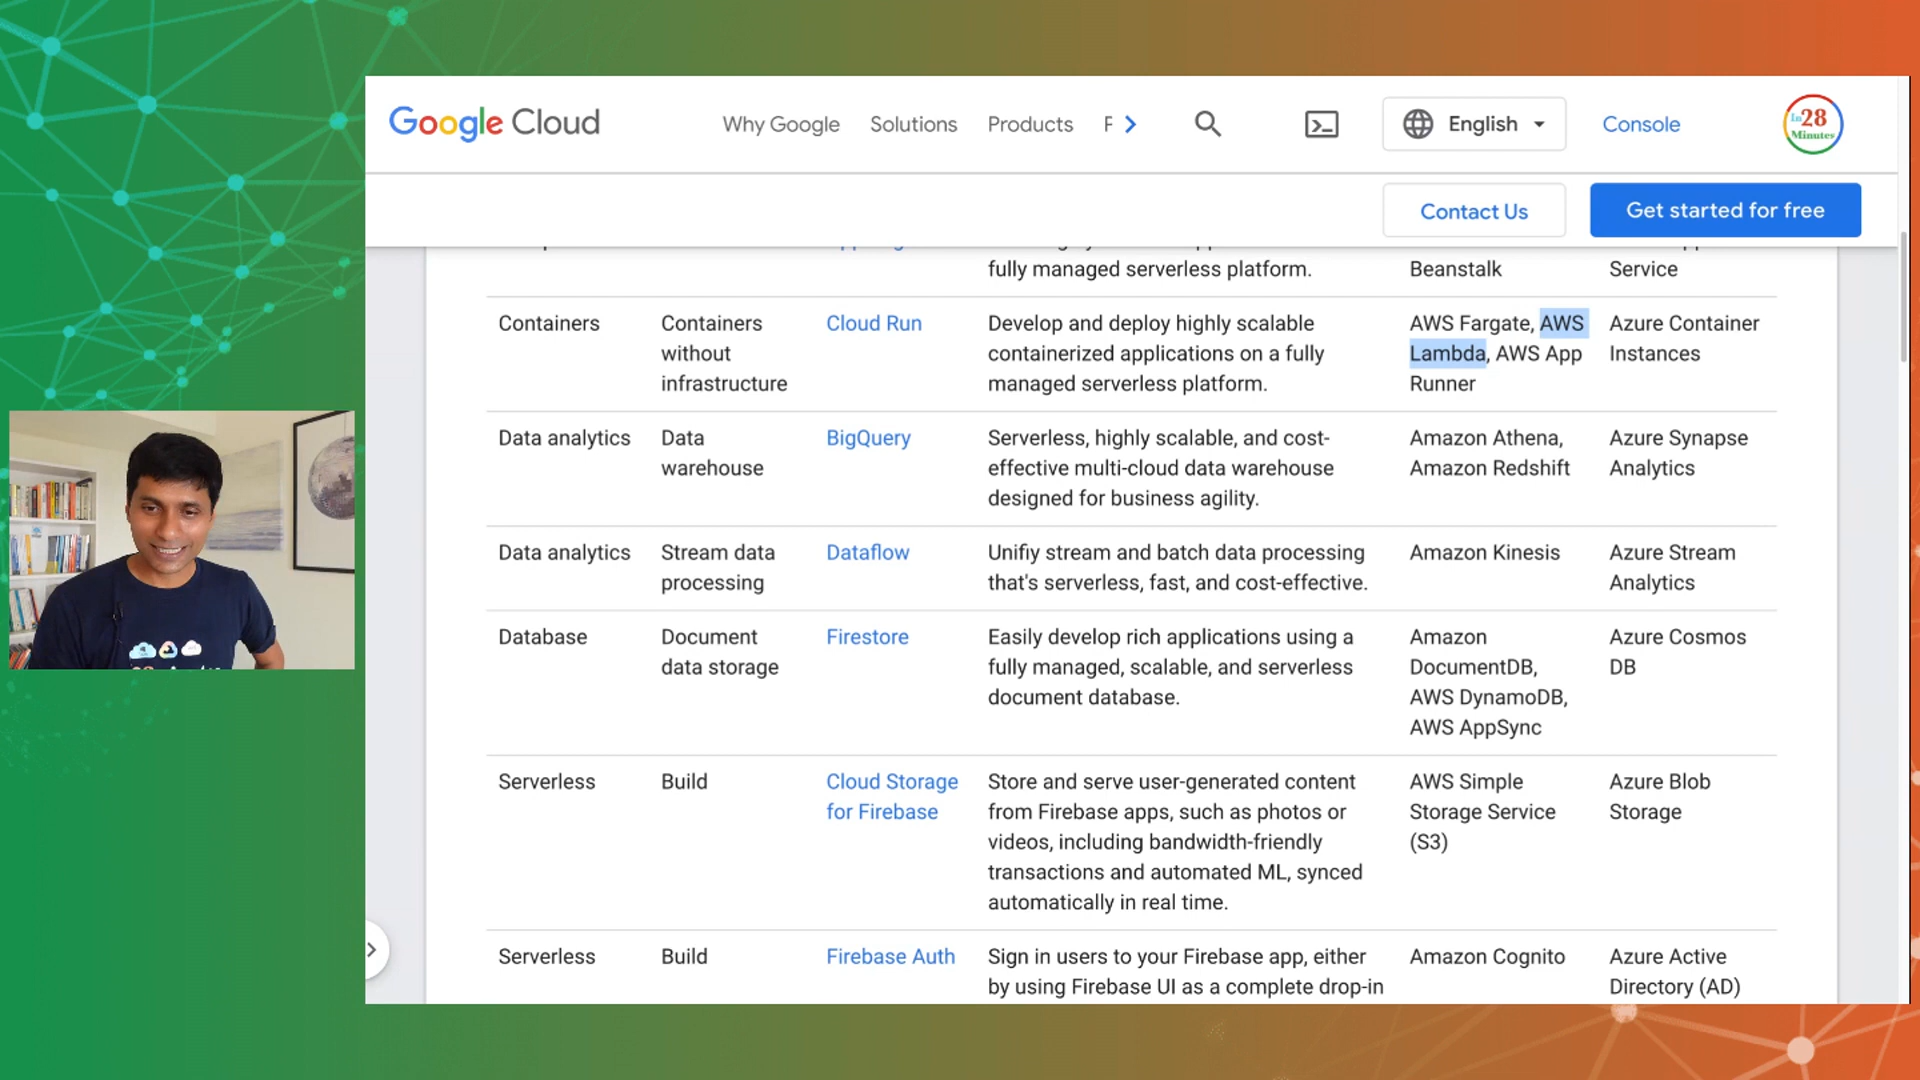 Google Cloud
Why Google
Solutions
Products
English
Console
In 28
Minutes
Contact Us
Get started for free
fully managed serverless platform.
Beanstalk
Service
Containers
Containers
without
infrastructure
Cloud Run
Develop and deploy highly scalable
containerized applications on a fully
managed serverless platform.
AWS Fargate, AWS
Lambda, AWS App
Runner
Azure Container
Instances
Data analytics
Data
warehouse
BigQuery
Serverless, highly scalable, and cost-
effective multi-cloud data warehouse
designed for business agility.
Amazon Athena,
Amazon Redshift
Azure Synapse
Analytics
Data analytics
Stream data
processing
Dataflow
Unifiy stream and batch data processing
that's serverless, fast, and cost-effective.
Amazon Kinesis
Azure Stream
Analytics
Database
Document
data storage
Firestore
Easily develop rich applications using a
fully managed, scalable, and serverless
document database.
Amazon
DocumentDB,
AWS DynamoDB,
AWS AppSync
Azure Cosmos
DB
Serverless
Build
Cloud Storage
for Firebase
Store and serve user-generated content
from Firebase apps, such as photos or
videos, including bandwidth-friendly
transactions and automated ML, synced
automatically in real time.
AWS Simple
Storage Service
(S3)
Azure Blob
Storage
Serverless
Build
Firebase Auth
Sign in users to your Firebase app, either
by using Firebase UI as a complete drop-in
Amazon Cognito
Azure Active
Directory (AD)